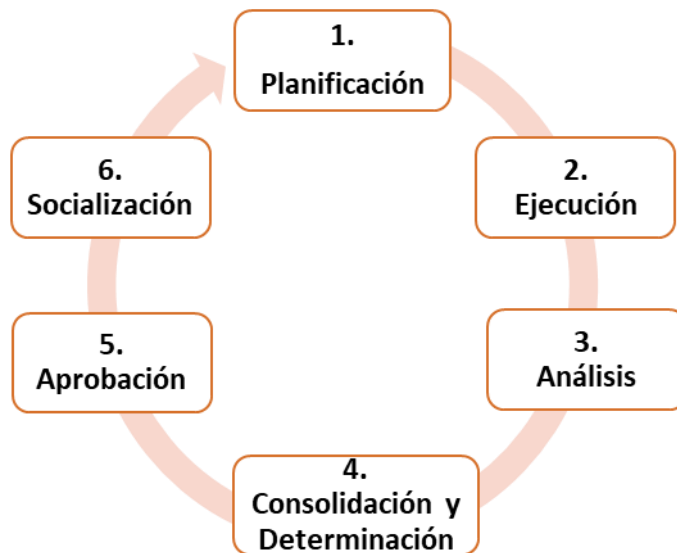 1.
Planificación
2.
Ejecución
3.
Análisis
4.
Consolidación y
Determinación
5.
Aprobación
6.
Socialización